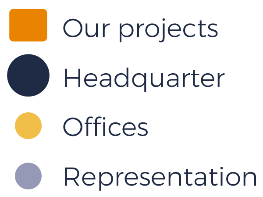 Our projects
Headquarter
Offices
Representation